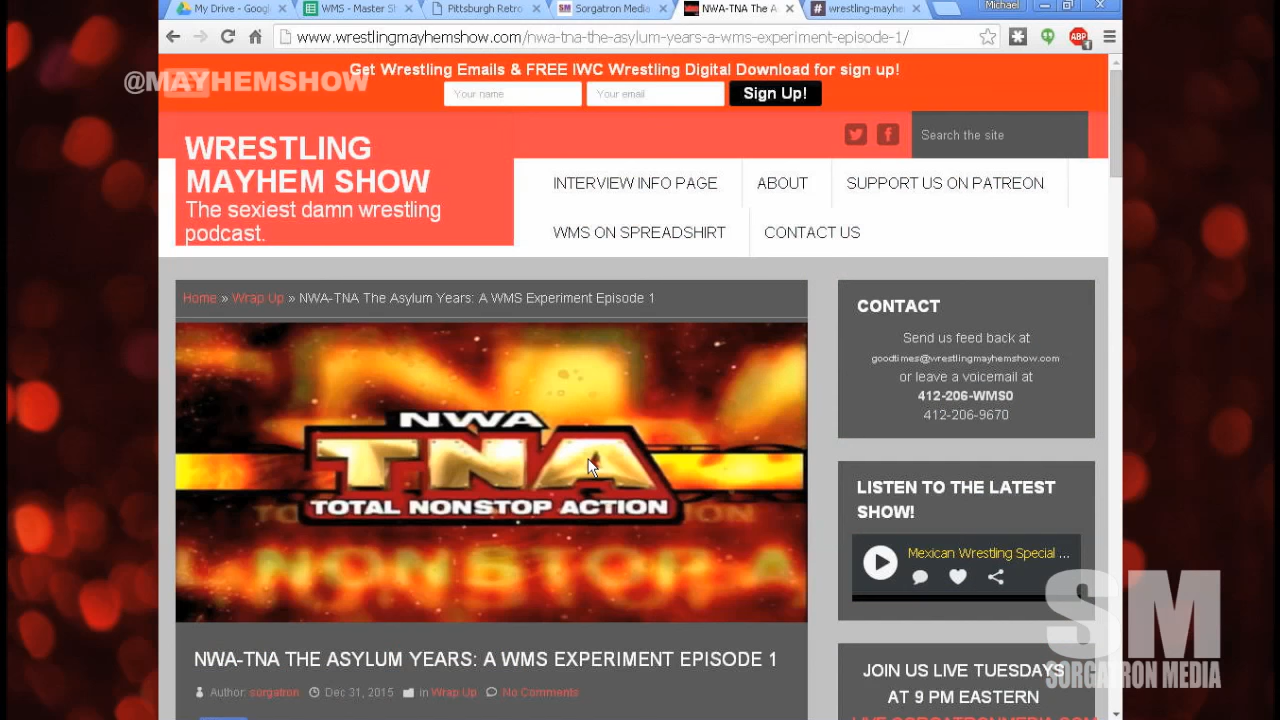 My Drive - Googl
WMS - Master S
Pittsburgh Retro
Sorgatron Media
NWA-TNA The A
wrestling-mayhe
Michael
www.wrestlingmayhemshow.com/nwa-tna-the-asylum-years-a-wms-experiment-episode-1/
ABP
1
@MAYHEMSHOW
Get Wrestling Emails & FREE IWC Wrestling Digital Download for sign up!
Your name
Your email
Sign Up!
Search the site
WRESTLING
MAYHEM SHOW
The sexiest damn wrestling
podcast.
INTERVIEW INFO PAGE
ABOUT
SUPPORT US ON PATREON
WMS ON SPREADSHIRT
CONTACT US
Home » Wrap Up » NWA-TNA The Asylum Years: A WMS Experiment Episode 1
NWA
TNA
TOTAL NONSTOP ACTION
NONSTOP A
NWA-TNA THE ASYLUM YEARS: A WMS EXPERIMENT EPISODE 1
Author: sorgatron
Dec 31, 2015
in Wrap Up
No Comments
CONTACT
Send us feed back at
goodtimes@wrestlingmayhemshow.com
or leave a voicemail at
412-206-WMS0
412-206-9670
LISTEN TO THE LATEST
SHOW!
Mexican Wrestling Special ...
JOIN US LIVE TUESDAYS
AT 9 PM EASTERN
LIVE.SORGATRONMEDIA.COM
SM
SORGATRON MEDIA